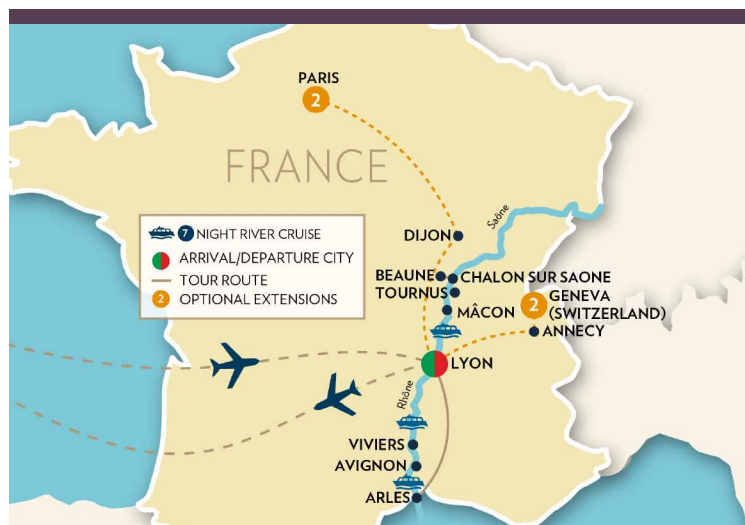 PARIS
2
FRANCE
Saône
DIJON
7 NIGHT RIVER CRUISE
ARRIVAL/DEPARTURE CITY
TOUR ROUTE
2 OPTIONAL EXTENSIONS
BEAUNE
CHALON SUR SAONE
TOURNUS
MÂCON
2
GENEVA
(SWITZERLAND)
ANNECY
LYON
Rhône
VIVIERS
AVIGNON
ARLES